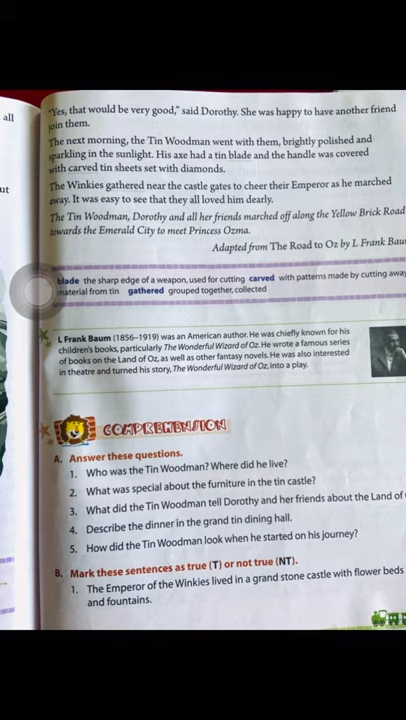 all
ut
"Yes, that would be very good," said Dorothy. She was happy to have another friend
join them.
The next morning, the Tin Woodman went with them, brightly polished and
sparkling in the sunlight. His axe had a tin blade and the handle was covered
with carved tin sheets set with diamonds.
The Winkies gathered near the castle gates to cheer their Emperor as he marched
away. It was easy to see that they all loved him dearly.
The Tin Woodman, Dorothy and all her friends marched off along the Yellow Brick Road
towards the Emerald City to meet Princess Ozma.
Adapted from The Road to Oz by L Frank Bau
blade the sharp edge of a weapon, used for cutting carved with patterns made by cutting away
material from tin gathered grouped together, collected
L Frank Baum (1856–1919) was an American author. He was chiefly known for his
children's books, particularly The Wonderful Wizard of Oz. He wrote a famous series
of books on the Land of Oz, as well as other fantasy novels. He was also interested
in theatre and turned his story, The Wonderful Wizard of Oz, into a play.
COMPREHENSION
A. Answer these questions.
1. Who was the Tin Woodman? Where did he live?
2. What was special about the furniture in the tin castle?
3. What did the Tin Woodman tell Dorothy and her friends about the Land of
4. Describe the dinner in the grand tin dining hall.
5. How did the Tin Woodman look when he started on his journey?
B. Mark these sentences as true (T) or not true (NT).
1. The Emperor of the Winkies lived in a grand stone castle with flower beds
and fountains.